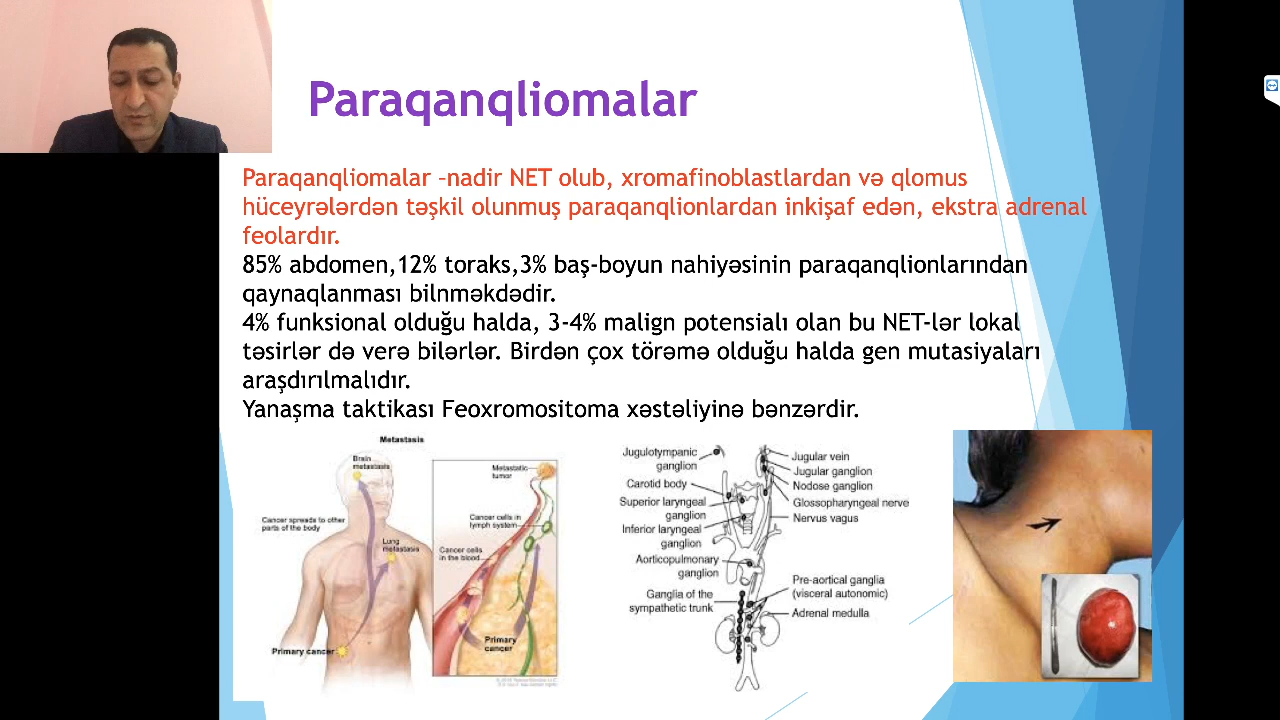 Paraqanqliomalar
Paraqanqliomalar –nadir NET olub, xromafinoblastlardan və qlomus
hüceyrələrdən təşkil olunmuş paraqanqlionlardan inkişaf edən, ekstra adrenal
feolardır.
85% abdomen,12% toraks,3% baş-boyun nahiyəsinin paraqanqlionlarından
qaynaqlanması bilnməkdədir.
4% funksional olduğu halda, 3-4% malign potensialı olan bu NET-lər lokal
təsirlər də verə bilərlər. Birdən çox törəmə olduğu halda gen mutasiyaları
araşdırılmalıdır.
Yanaşma taktikası Feoxromositoma xəstəliyinə bənzərdir.
Metastasis
Brain
metastasis
Cancer spreads to other
parts of the body
Lung
metastasis
Primary cancer
Metastatic
tumor
Cancer cells in
lymph system
Cancer cells
in the blood
Primary
cancer
Jugulotympanic
ganglion
Carotid body
Superior laryngeal
ganglion
Inferior laryngeal
ganglion
Aorticopulmonary
ganglion
Ganglia of the
sympathetic trunk
Jugular vein
Jugular ganglion
Nodose ganglion
Glossopharyngeal nerve
Nervus vagus
Pre-aortical ganglia
(visceral autonomic)
Adrenal medulla